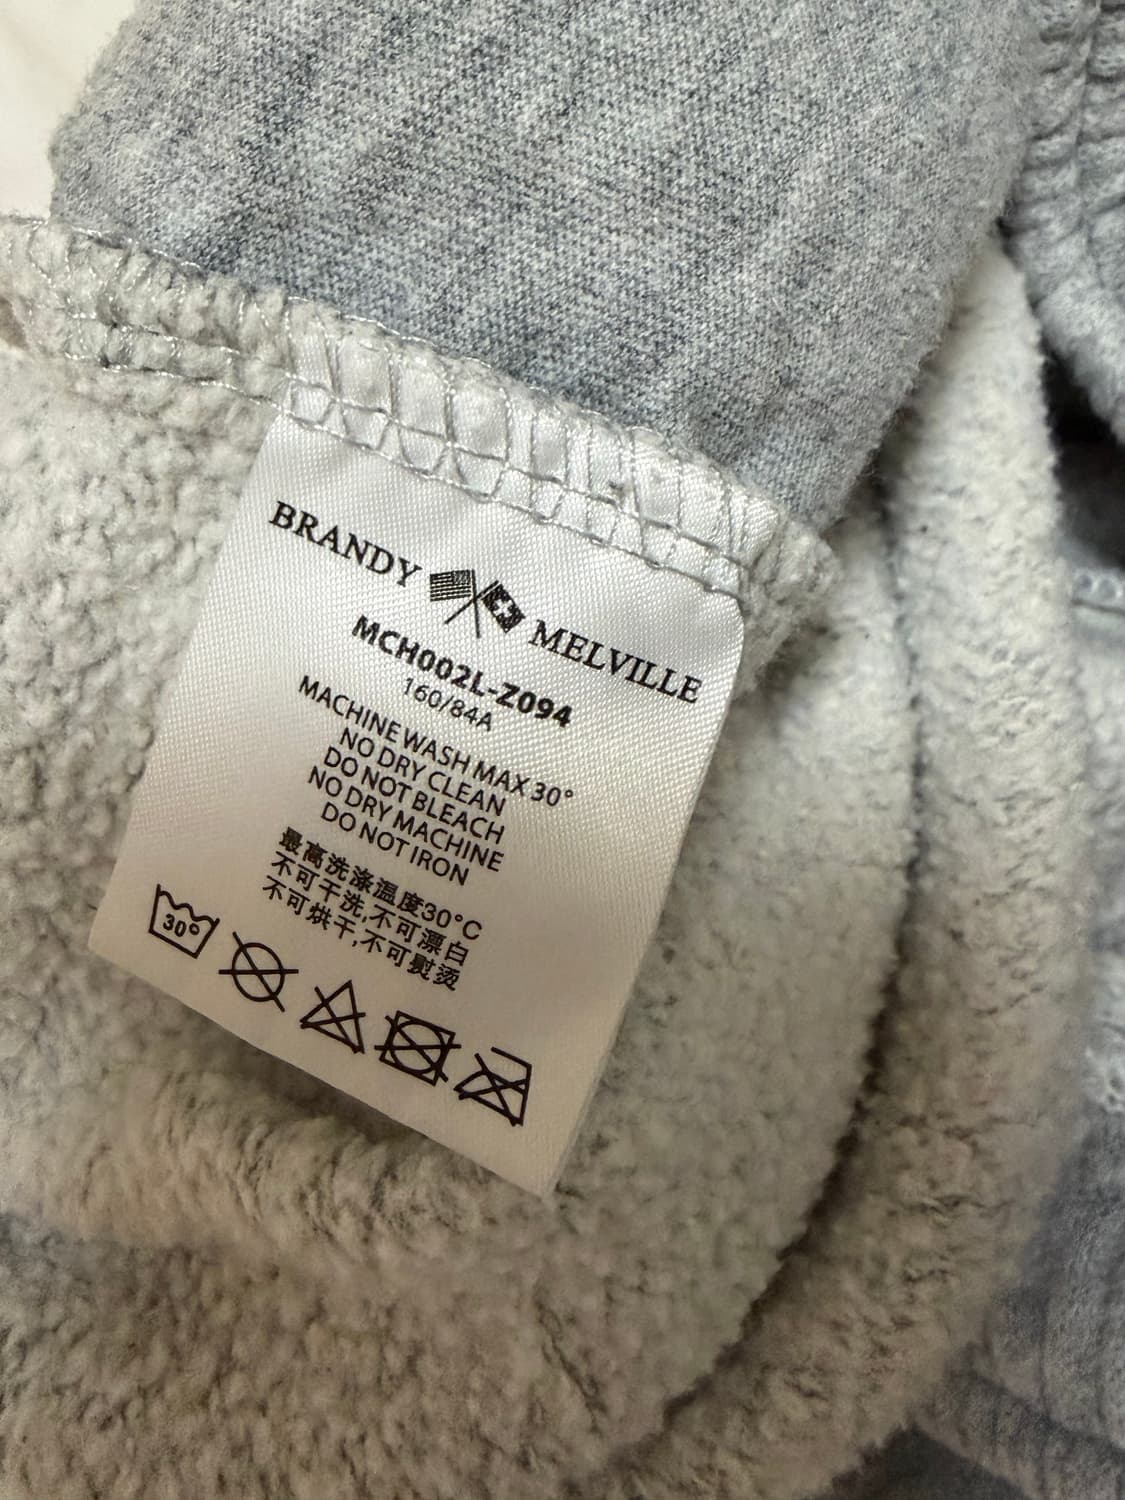 BRANDY MELVILLE
MCH002L-Z094
160/84A
MACHINE WASH MAX 30°
NO DRY CLEAN
DO NOT BLEACH
NO DRY MACHINE
DO NOT IRON
最高洗涤温度30°C
不可干洗,不可漂白
不可烘干,不可熨烫
30°